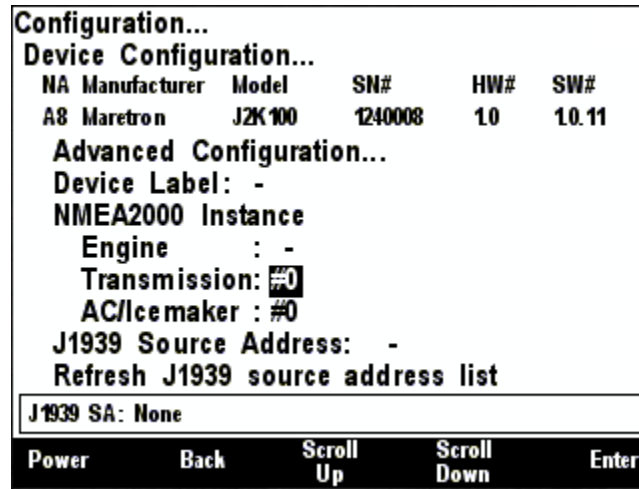 Configuration...
Device Configuration...
NA Manufacturer Model SN# HW# SW#
A8 Maretron J2K100 1240008 1.0 1.0.11
Advanced Configuration...
Device Label: -
NMEA2000 Instance
Engine : -
Transmission: #0
AC/Icemaker : #0
J1939 Source Address: -
Refresh J1939 source address list
J1939 SA: None
Power Back Scroll Up Scroll Down Enter